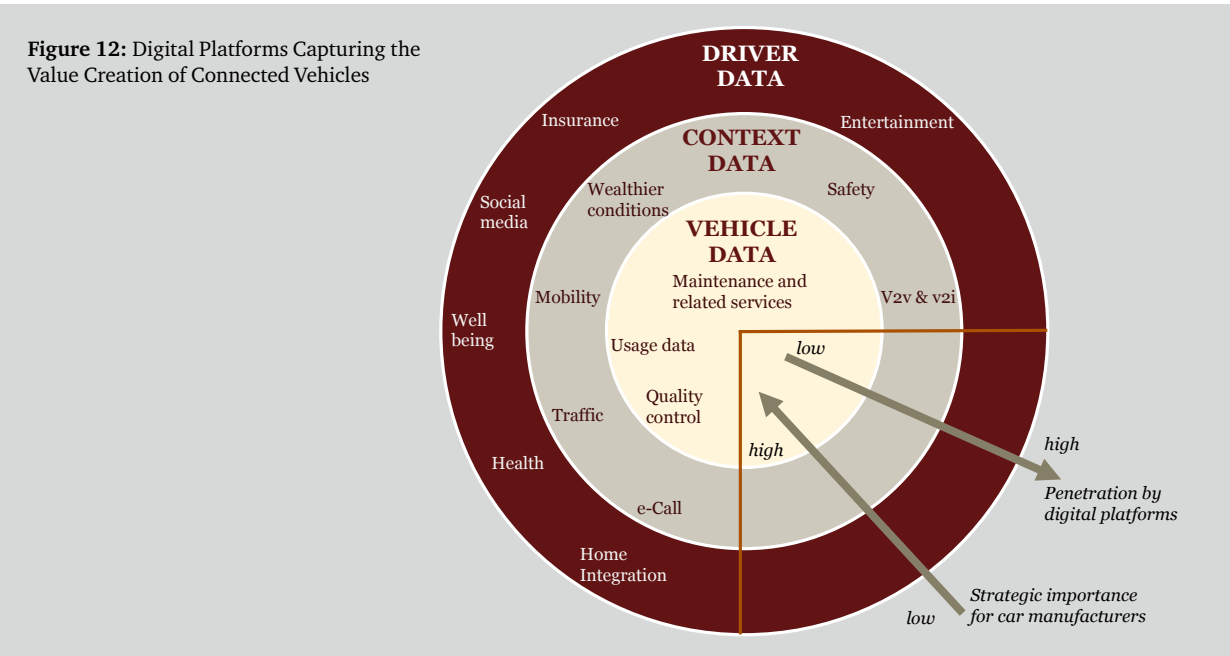 Figure 12: Digital Platforms Capturing the
Value Creation of Connected Vehicles
DRIVER
DATA
Insurance
Entertainment
CONTEXT
DATA
Wealthier
conditions
Safety
Social
media
VEHICLE
DATA
Maintenance and
related services
Mobility
V2v & v2i
Well
being
Usage data
low
Quality
control
Traffic
high
high
Health
Penetration by
digital platforms
e-Call
Home
Integration
Strategic importance
for car manufacturers
low